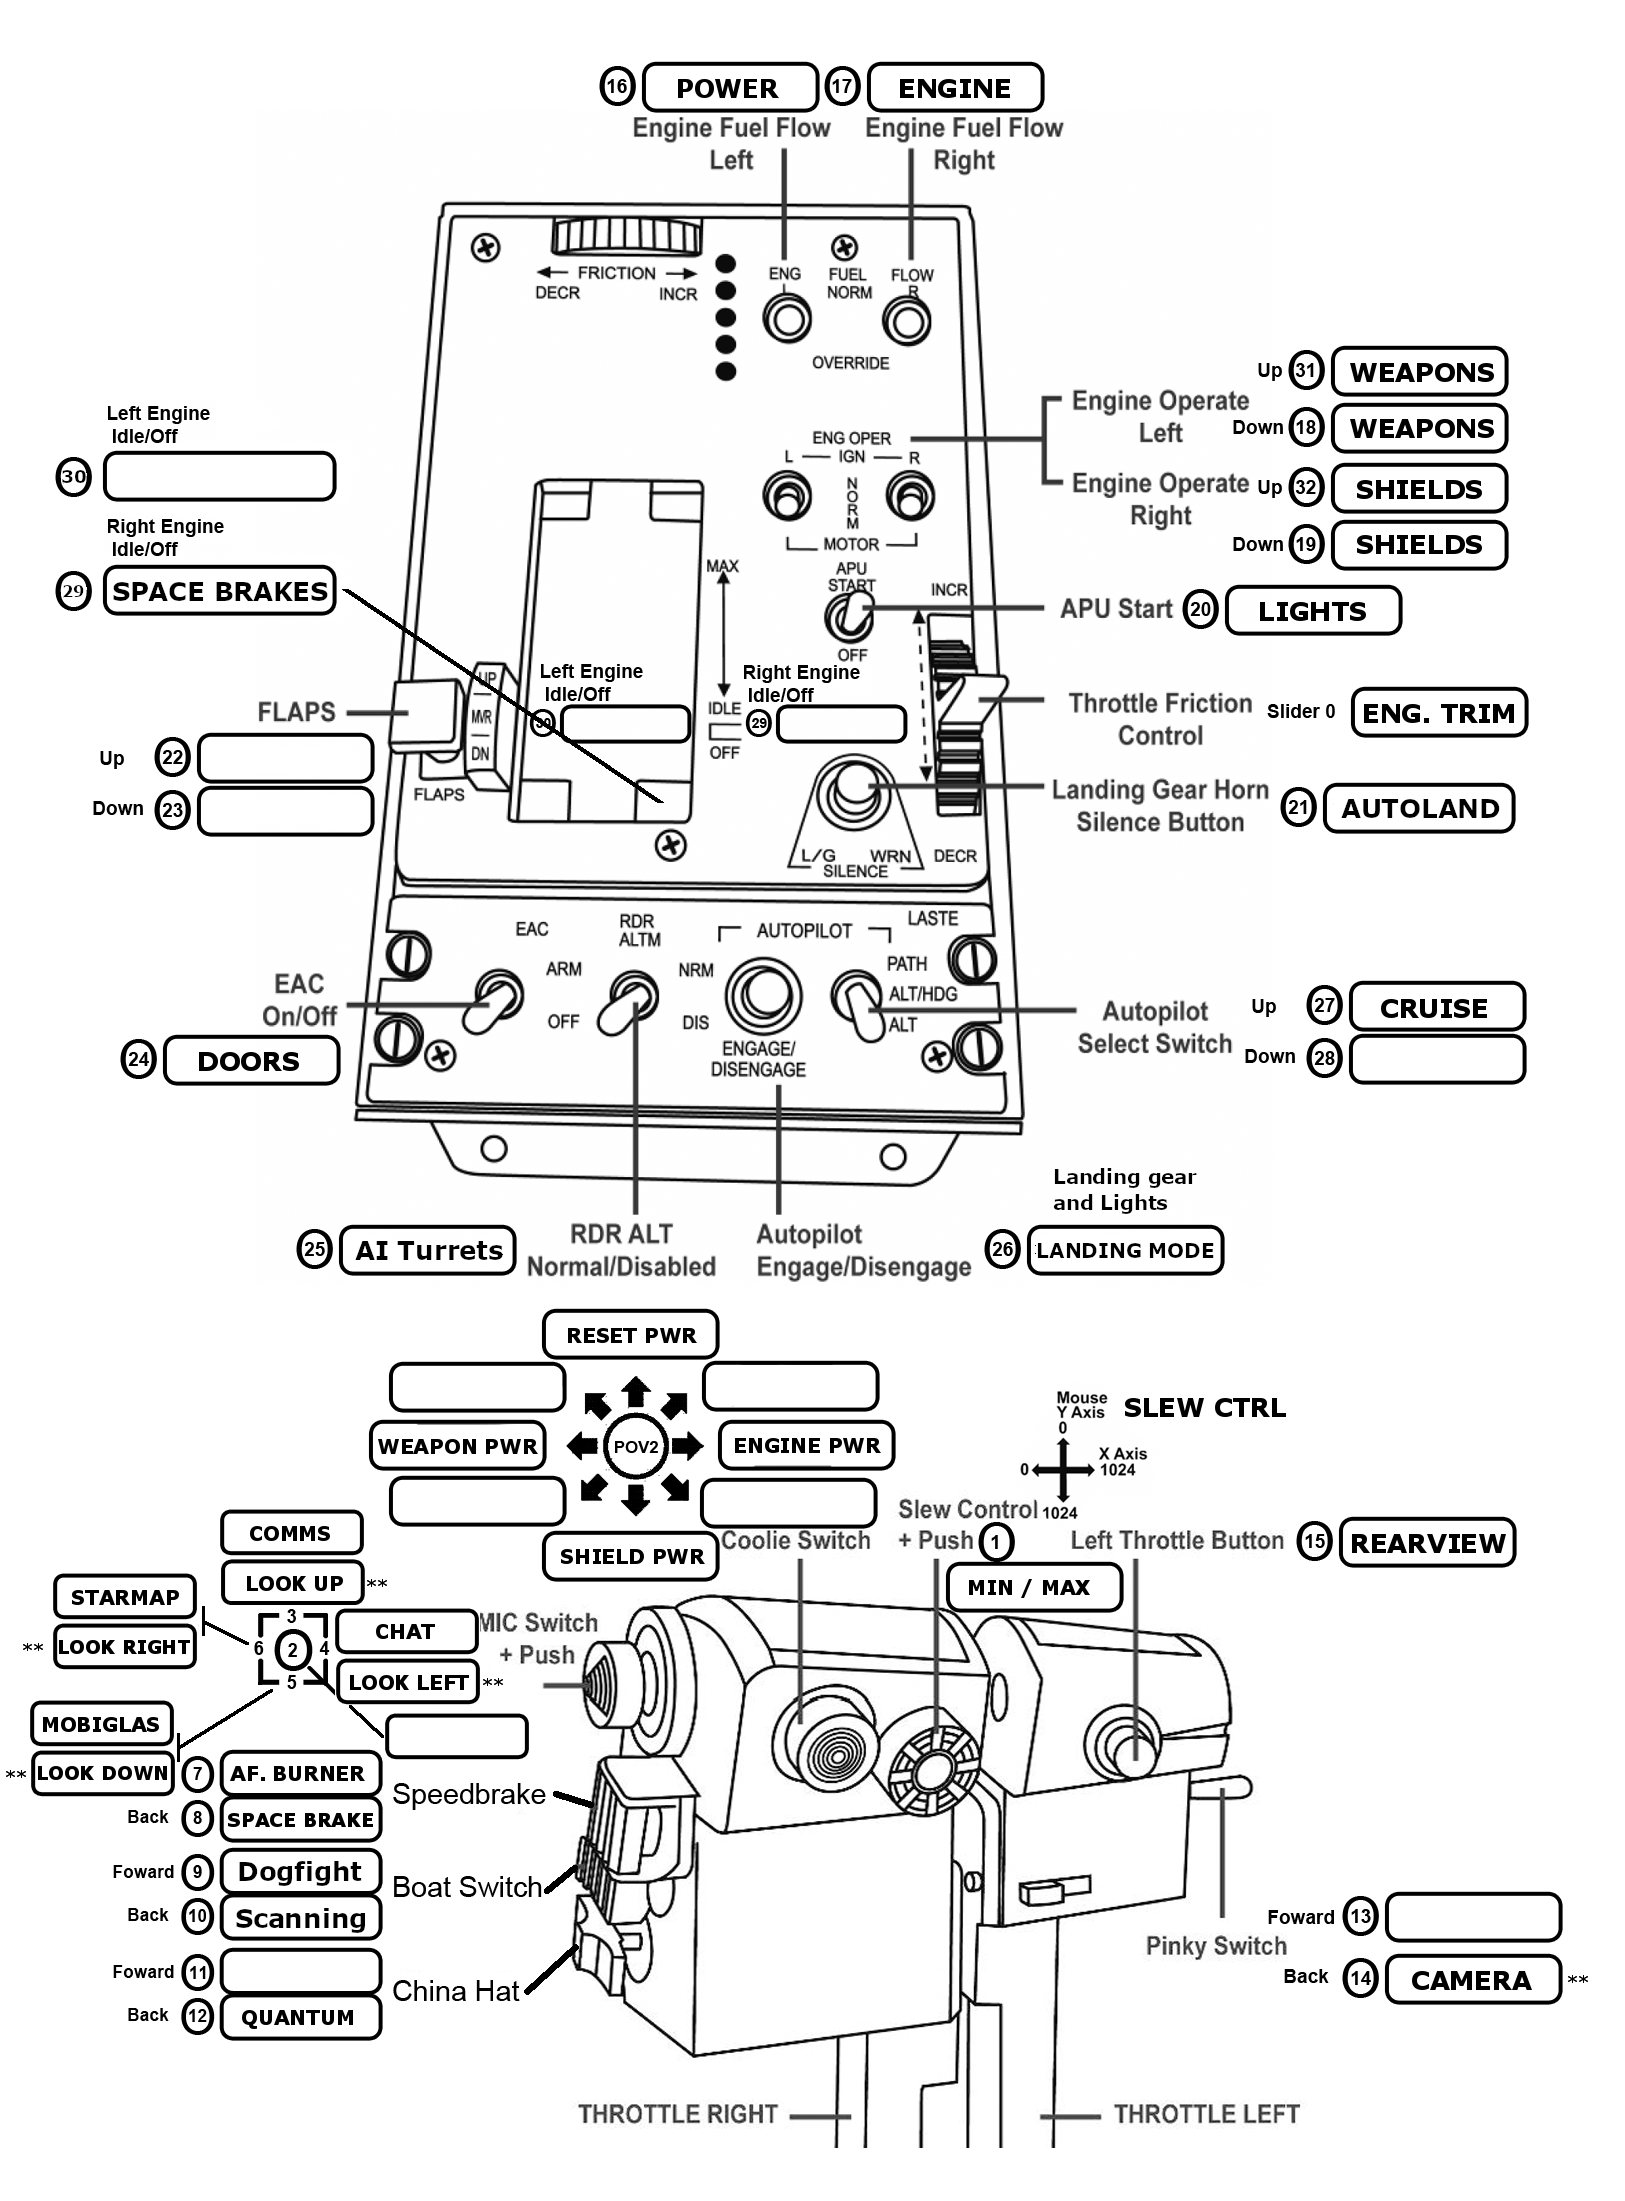 16 POWER 17 ENGINE
Engine Fuel Flow
Left
Engine Fuel Flow
Right
FRICTION
DECR INCR
ENG
L
FUEL
NORM
FLOW
R
OVERRIDE
Up 31 WEAPONS
Engine Operate
Left
Down 18 WEAPONS
Engine Operate
Right
Up 32 SHIELDS
Down 19 SHIELDS
Left Engine
Idle/Off
30
Right Engine
Idle/Off
29 SPACE BRAKES
ENG OPER
L IGN R
NORM
MOTOR
MAX
APU
START
OFF
INCR
APU Start 20 LIGHTS
Left Engine
Idle/Off
30
Right Engine
Idle/Off
29
IDLE
OFF
UP
MVR
DN
FLAPS
FLAPS
Up 22
Down 23
Throttle Friction
Control
Slider 0 ENG. TRIM
Landing Gear Horn
Silence Button
21 AUTOLAND
L/G WRN
SILENCE
DECR
EAC
RDR
ALTM
AUTOPILOT
LASTE
ARM
NRM
PATH
ALT/HDG
OFF
DIS
ALT
ENGAGE/
DISENGAGE
EAC
On/Off
24 DOORS
Autopilot
Select Switch
Up 27 CRUISE
Down 28
Landing gear
and Lights
25 AI Turrets
RDR ALT
Normal/Disabled
Autopilot
Engage/Disengage
26 LANDING MODE
RESET PWR
WEAPON PWR POV2 ENGINE PWR
SHIELD PWR
Coolie Switch
Mouse
Y Axis
0
SLEW CTRL
X Axis
0 1024
1024
Slew Control
+ Push 1
MIN / MAX
Left Throttle Button 15 REARVIEW
COMMS
LOOK UP **
STARMAP
** LOOK RIGHT
3
6 2 4
5
CHAT
LOOK LEFT **
MIC Switch
+ Push
MOBIGLAS
** LOOK DOWN
7 AF. BURNER
Speedbrake
Back 8 SPACE BRAKE
Foward 9 Dogfight
Boat Switch
Back 10 Scanning
Foward 11
China Hat
Back 12 QUANTUM
Pinky Switch
Foward 13
Back 14 CAMERA **
THROTTLE RIGHT
THROTTLE LEFT